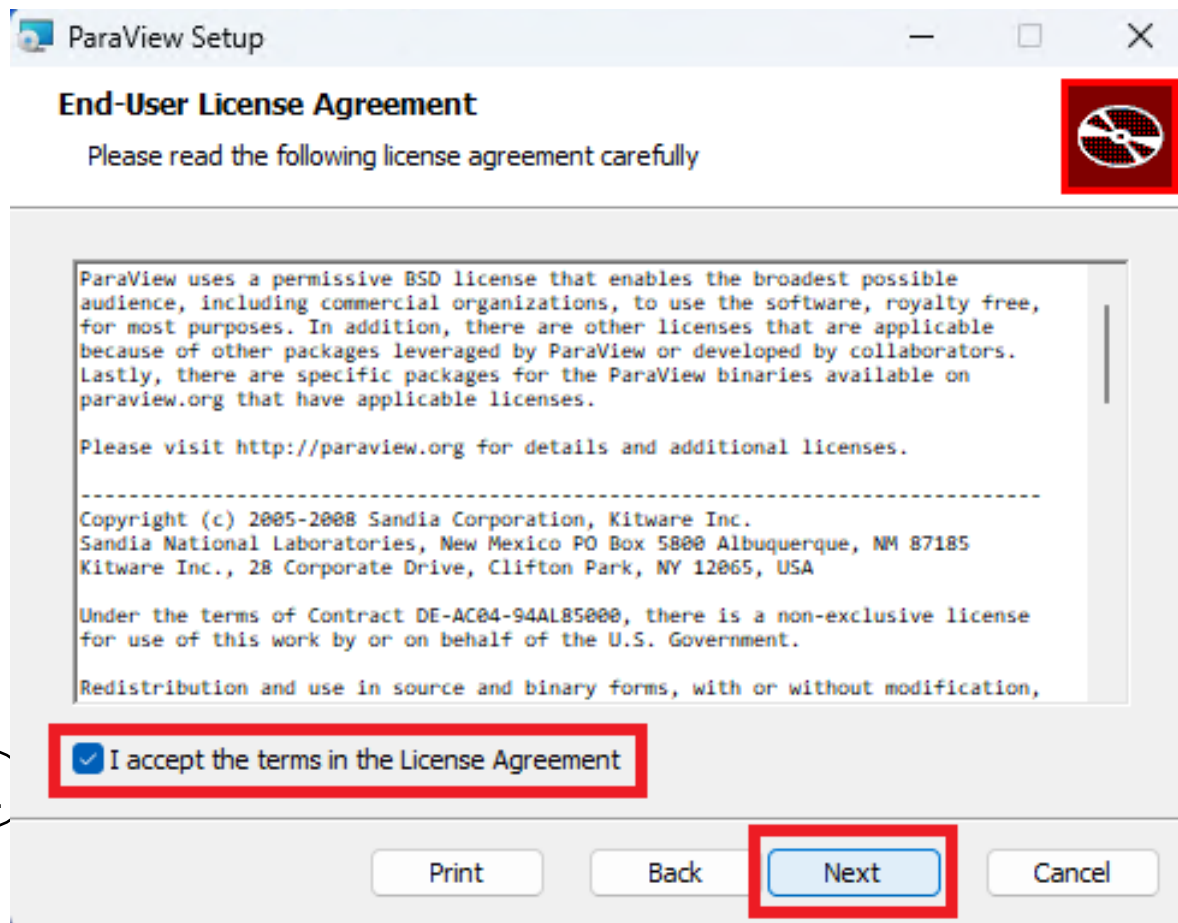 ParaView Setup
End-User License Agreement
Please read the following license agreement carefully
ParaView uses a permissive BSD license that enables the broadest possible
audience, including commercial organizations, to use the software, royalty free,
for most purposes. In addition, there are other licenses that are applicable
because of other packages leveraged by ParaView or developed by collaborators.
Lastly, there are specific packages for the ParaView binaries available on
paraview.org that have applicable licenses.
Please visit http://paraview.org for details and additional licenses.
--------------------------------------------------------------------------------
Copyright (c) 2005-2008 Sandia Corporation, Kitware Inc.
Sandia National Laboratories, New Mexico PO Box 5800 Albuquerque, NM 87185
Kitware Inc., 28 Corporate Drive, Clifton Park, NY 12065, USA
Under the terms of Contract DE-AC04-94AL85000, there is a non-exclusive license
for use of this work by or on behalf of the U.S. Government.
Redistribution and use in source and binary forms, with or without modification,
I accept the terms in the License Agreement
Print Back Next Cancel